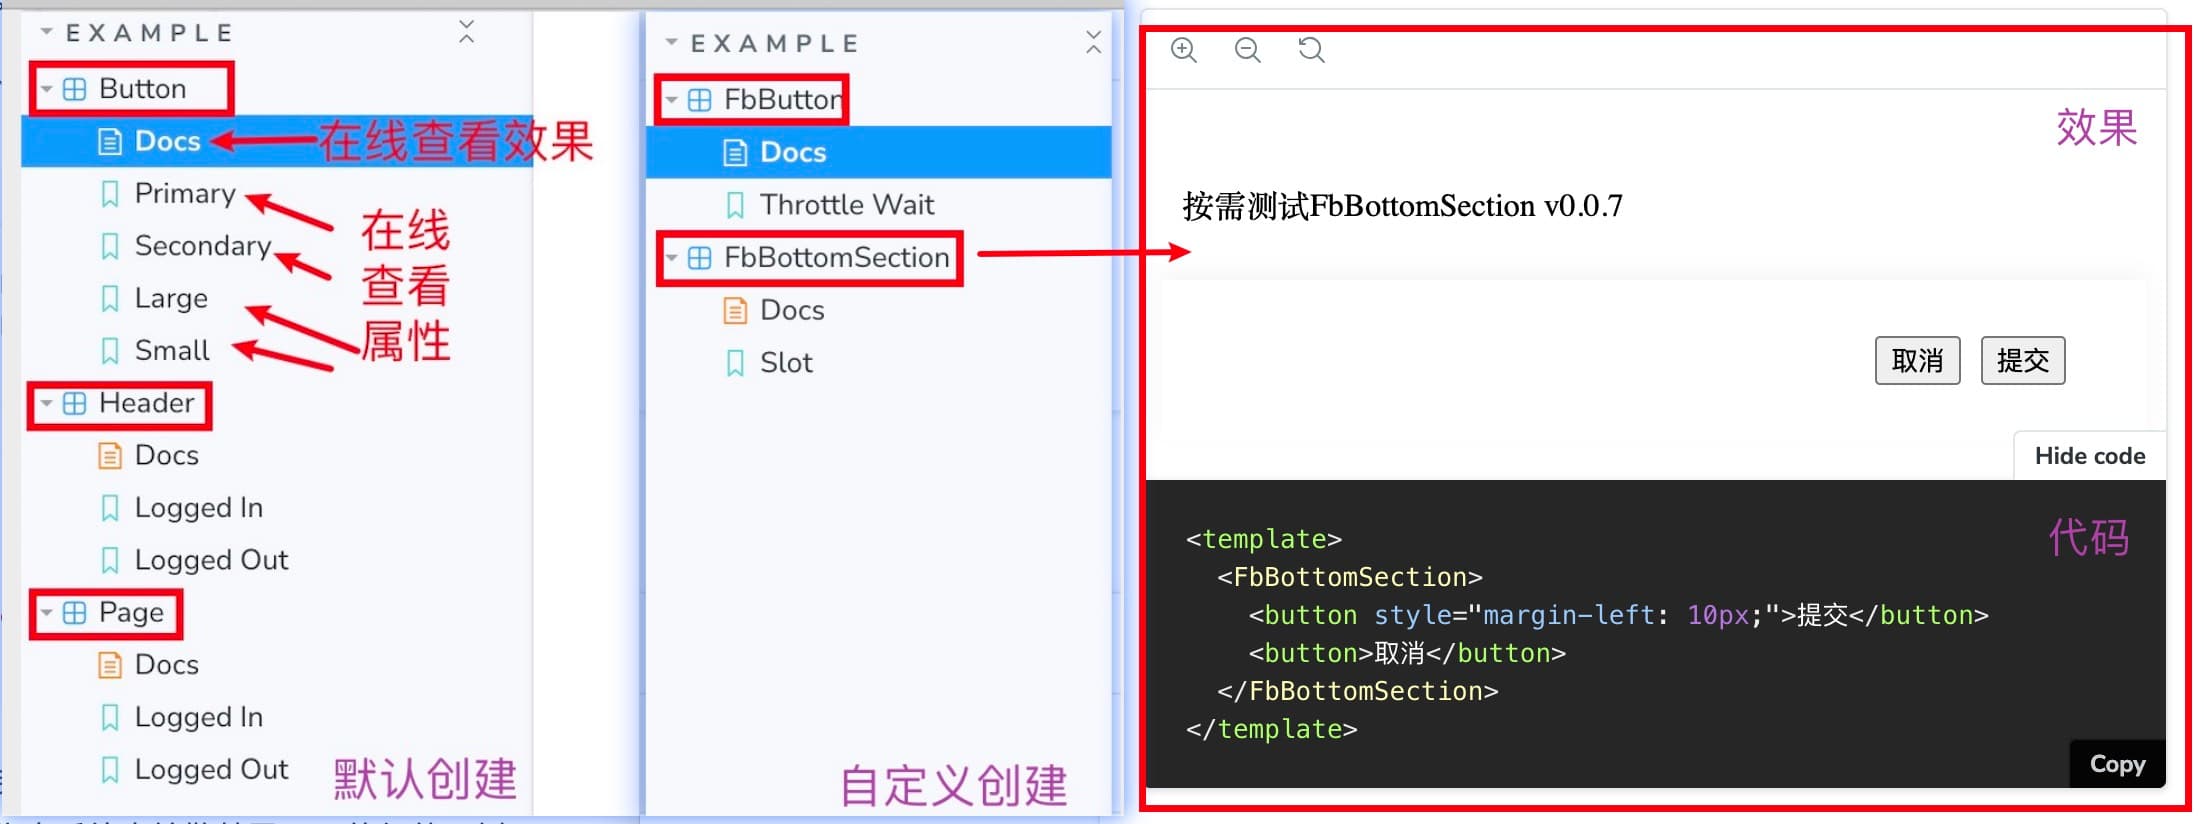 EXAMPLE
Button
Docs
在线查看效果
Primary
Secondary
Large
Small
在线
查看
属性
Header
Docs
Logged In
Logged Out
Page
Docs
Logged In
Logged Out
默认创建
EXAMPLE
FbButton
Docs
Throttle Wait
FbBottomSection
Docs
Slot
自定义创建
效果
按需测试FbBottomSection v0.0.7
取消 提交
Hide code
代码
<template>
<FbBottomSection>
<button style="margin-left: 10px;">提交</button>
<button>取消</button>
</FbBottomSection>
</template>
Copy